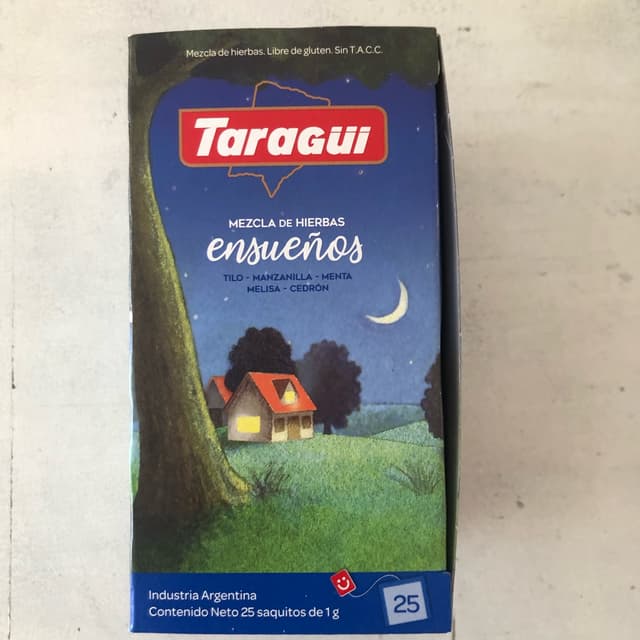 Mezcla de hierbas. Libre de gluten. Sin T.A.C.C.
Taragüi
MEZCLA DE HIERBAS
ensueños
TILO - MANZANILLA - MENTA
MELISA - CEDRÓN
Industria Argentina
Contenido Neto 25 saquitos de 1 g
25